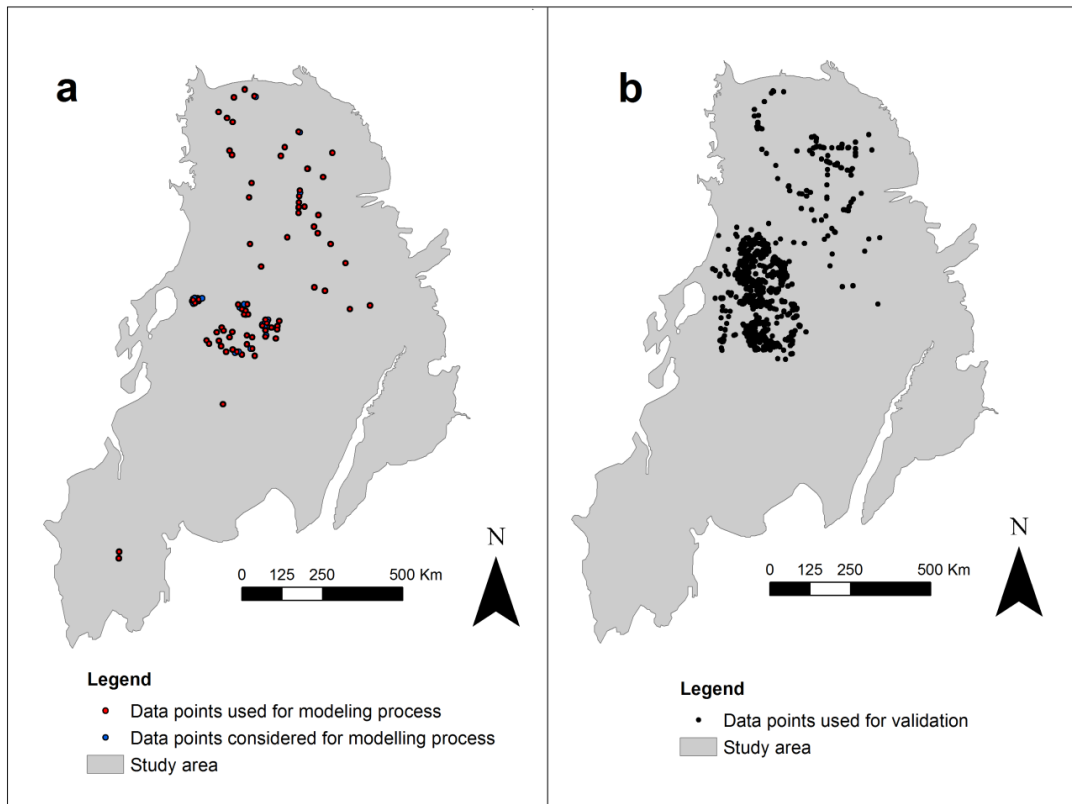 a
N
0 125 250 500 Km
Legend
Data points used for modeling process
Data points considered for modelling process
Study area
b
N
0 125 250 500 Km
Legend
Data points used for validation
Study area